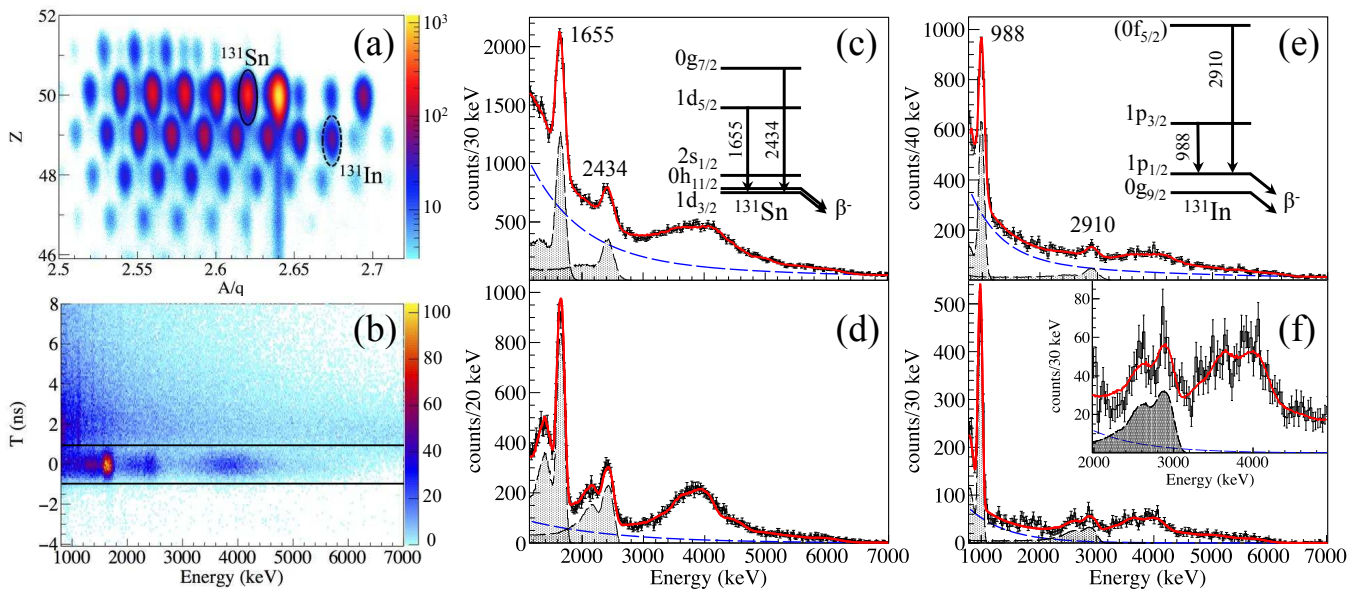 (a)
52
50
48
46
Z
2.5
2.55
2.6
2.65
2.7
A/q
¹³¹Sn
¹³¹In
10³
10²
10
1
(b)
8
6
4
2
0
−2
−4
T (ns)
1000 2000 3000 4000 5000 6000 7000
Energy (keV)
100
80
60
40
20
0
(c)
2000
1500
1000
500
counts/30 keV
1655
2434
0g₇/₂
1d₅/₂
2s₁/₂
0h₁₁/₂
1d₃/₂
1655
2434
¹³¹Sn
β⁻
(d)
1000
800
600
400
200
0
counts/20 keV
2000 3000 4000 5000 6000 7000
Energy (keV)
(e)
1000
800
600
400
200
counts/40 keV
988
2910
(0f₅/₂)
1p₃/₂
1p₁/₂
0g₉/₂
2910
988
¹³¹In
β⁻
(f)
500
400
300
200
100
0
counts/30 keV
1000 2000 3000 4000 5000 6000 7000
Energy (keV)
80
60
40
20
counts/30 keV
2000 3000 4000
Energy (keV)